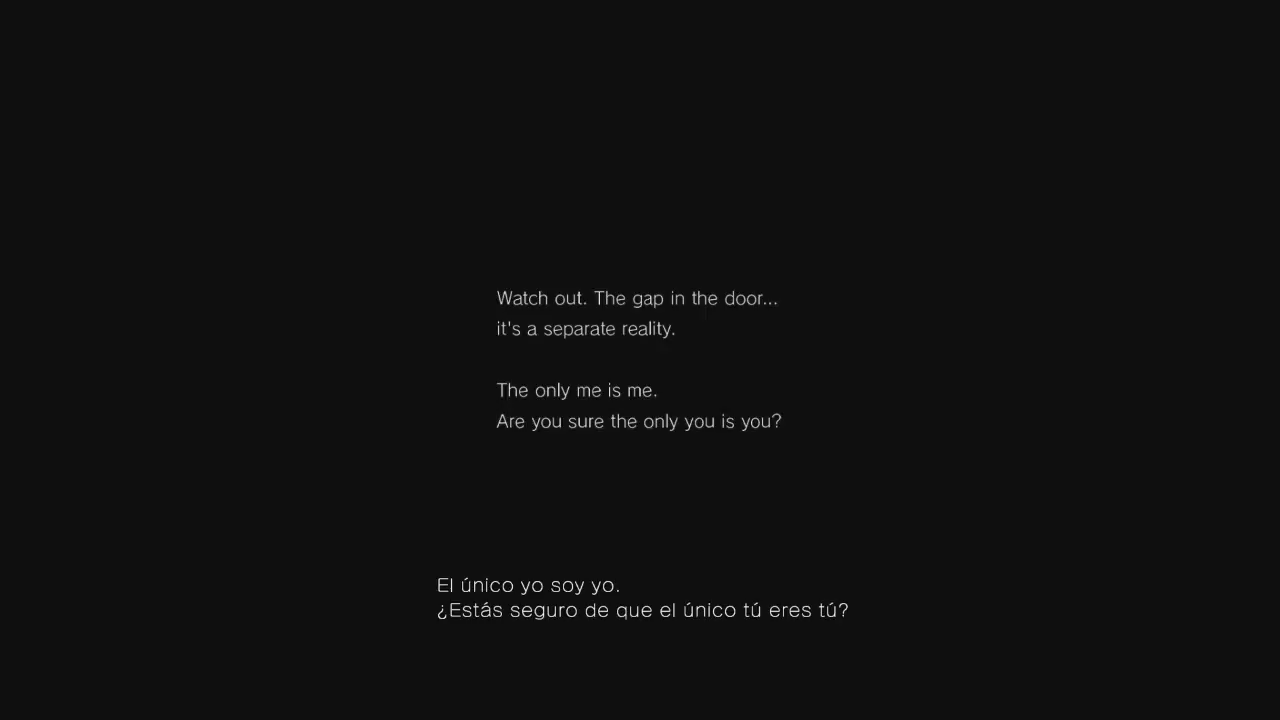 Watch out. The gap in the door...
it's a separate reality.
The only me is me.
Are you sure the only you is you?
El único yo soy yo.
¿Estás seguro de que el único tú eres tú?